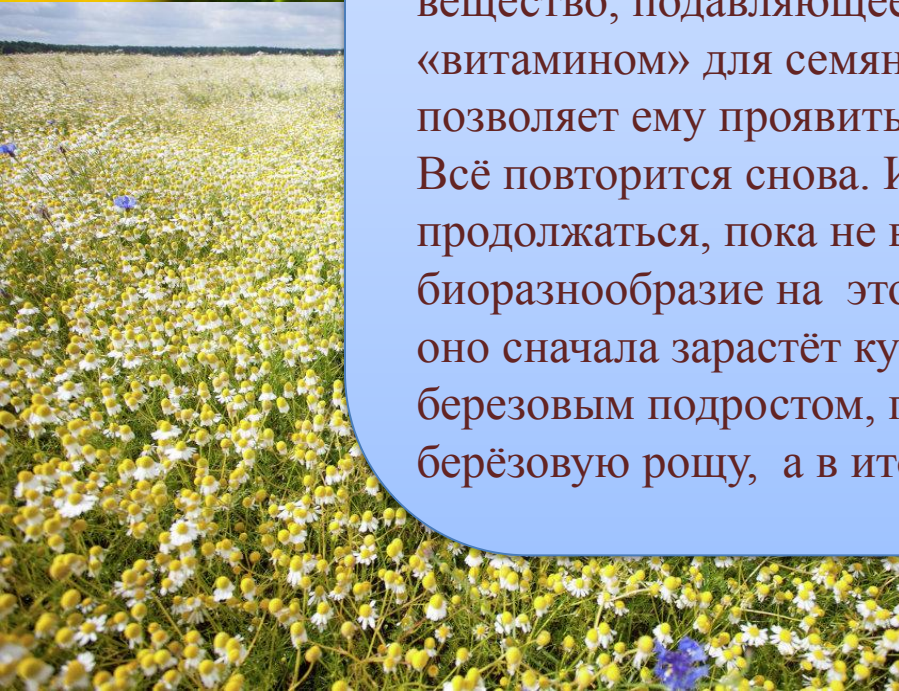 вещество, подавляющее
«витамином» для семян
позволяет ему проявить
Всё повторится снова.
продолжаться, пока не
биоразнообразие на это
оно сначала зарастёт ку
березовым подростом,
берёзовую рощу, а в ит